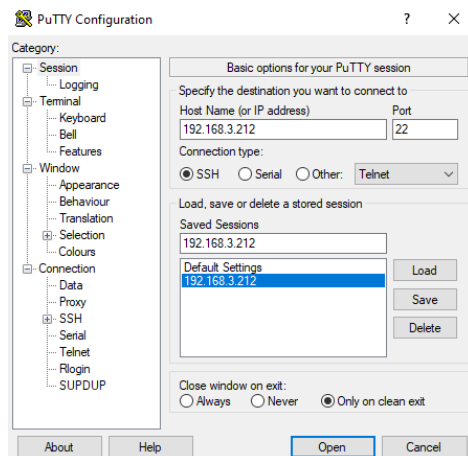 PuTTY Configuration ? ×
Category:
Session
Logging
Terminal
Keyboard
Bell
Features
Window
Appearance
Behaviour
Translation
Selection
Colours
Connection
Data
Proxy
SSH
Serial
Telnet
Rlogin
SUPDUP
Basic options for your PuTTY session
Specify the destination you want to connect to
Host Name (or IP address) Port
192.168.3.212 22
Connection type:
SSH Serial Other: Telnet
Load, save or delete a stored session
Saved Sessions
192.168.3.212
Default Settings
192.168.3.212
Load
Save
Delete
Close window on exit:
Always Never Only on clean exit
About Help Open Cancel